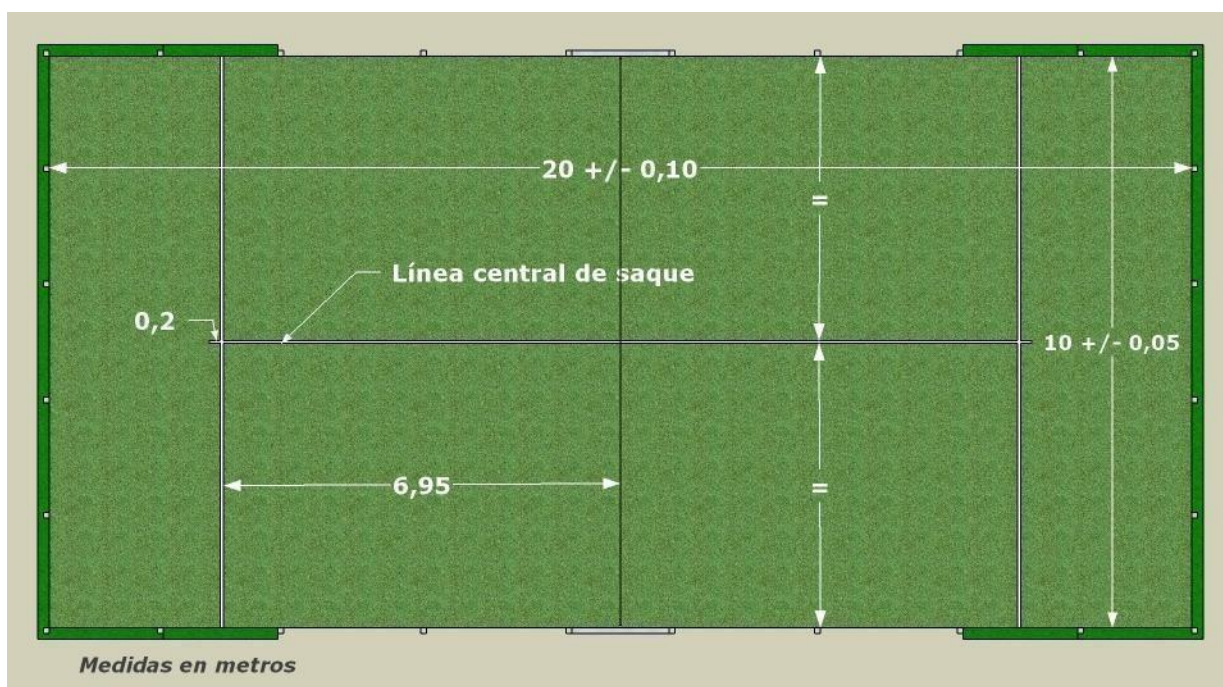 20 +/- 0,10
=
Línea central de saque
0,2
10 +/- 0,05
6,95
=
Medidas en metros